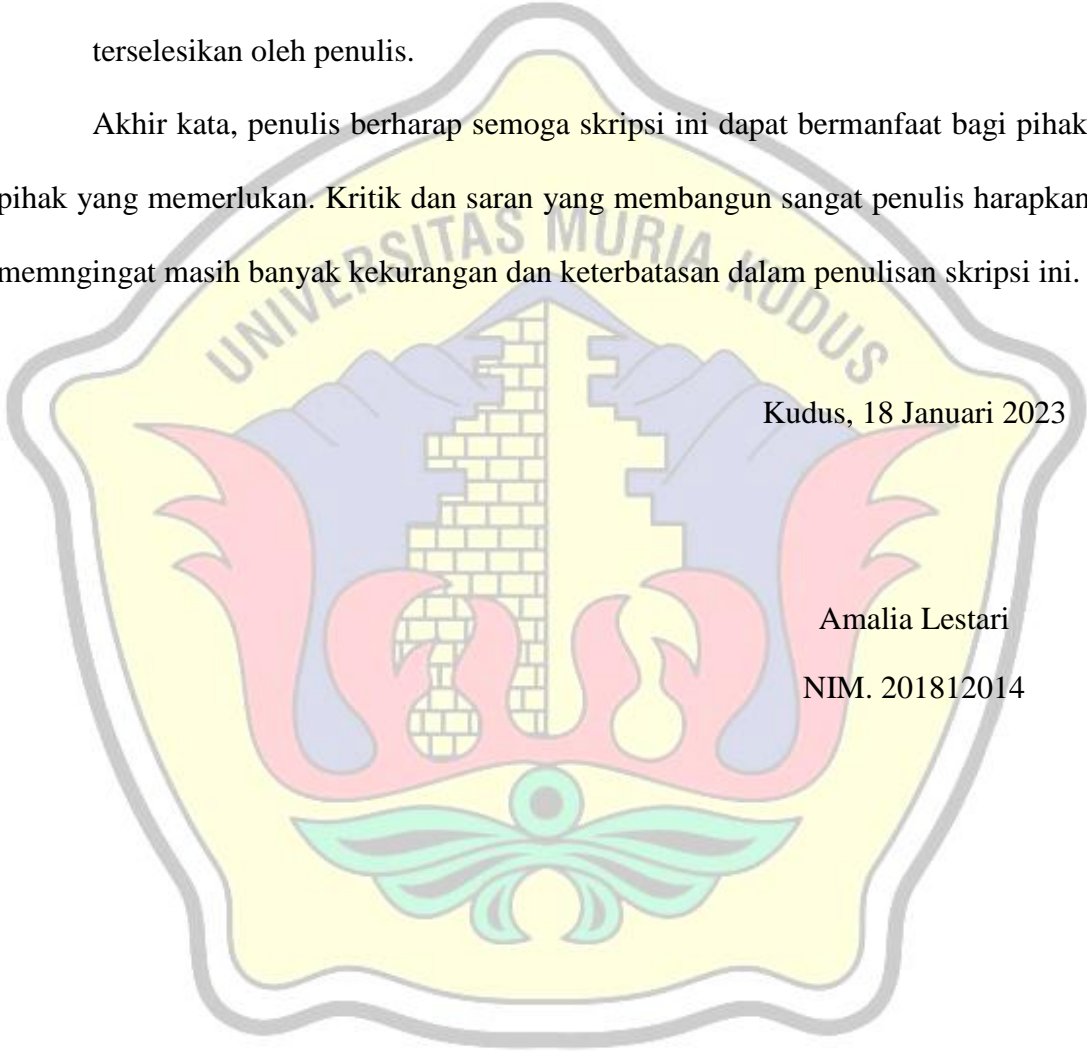 terselesikan oleh penulis.
Akhir kata, penulis berharap semoga skripsi ini dapat bermanfaat bagi pihak
pihak yang memerlukan. Kritik dan saran yang membangun sangat penulis harapkan
memngingat masih banyak kekurangan dan keterbatasan dalam penulisan skripsi ini.
UNIVERSITAS MURIA KUDUS
Kudus, 18 Januari 2023
Amalia Lestari
NIM. 201812014